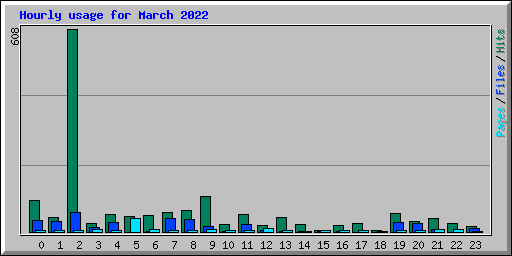 Hourly usage for March 2022
608
Pages/Files/Hits
0 1 2 3 4 5 6 7 8 9 10 11 12 13 14 15 16 17 18 19 20 21 22 23